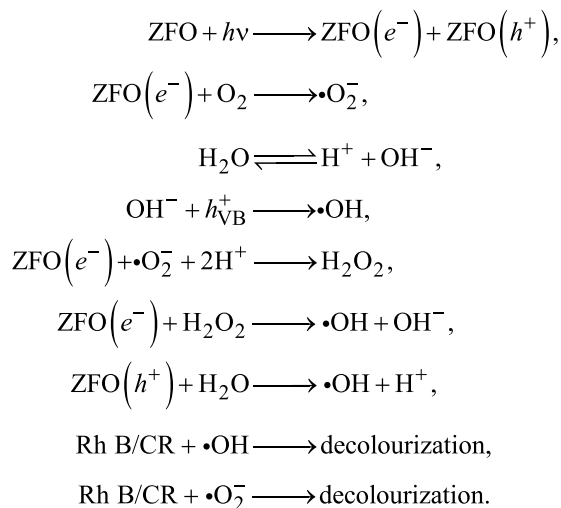 ZFO + hν ⟶ ZFO(e⁻) + ZFO(h⁺),
ZFO(e⁻) + O₂ ⟶ •O₂⁻,
H₂O ⇌ H⁺ + OH⁻,
OH⁻ + h⁺VB ⟶ •OH,
ZFO(e⁻) + •O₂⁻ + 2H⁺ ⟶ H₂O₂,
ZFO(e⁻) + H₂O₂ ⟶ •OH + OH⁻,
ZFO(h⁺) + H₂O ⟶ •OH + H⁺,
Rh B/CR + •OH ⟶ decolourization,
Rh B/CR + •O₂⁻ ⟶ decolourization.